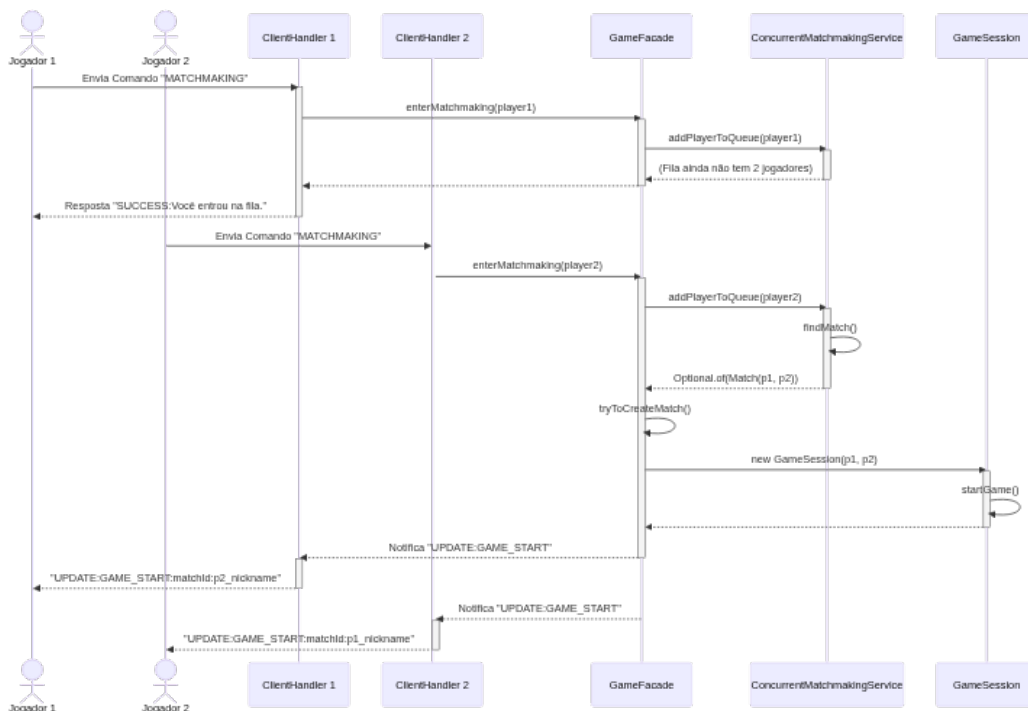 Jogador 1
Jogador 2
ClientHandler 1
ClientHandler 2
GameFacade
ConcurrentMatchmakingService
GameSession
Envia Comando "MATCHMAKING"
enterMatchmaking(player1)
addPlayerToQueue(player1)
(Fila ainda não tem 2 jogadores)
Resposta "SUCCESS:Você entrou na fila."
Envia Comando "MATCHMAKING"
enterMatchmaking(player2)
addPlayerToQueue(player2)
findMatch()
Optional.of(Match(p1, p2))
tryToCreateMatch()
new GameSession(p1, p2)
startGame()
Notifica "UPDATE:GAME_START"
"UPDATE:GAME_START:matchId:p2_nickname"
Notifica "UPDATE:GAME_START"
"UPDATE:GAME_START:matchId:p1_nickname"
Jogador 1
Jogador 2
ClientHandler 1
ClientHandler 2
GameFacade
ConcurrentMatchmakingService
GameSession